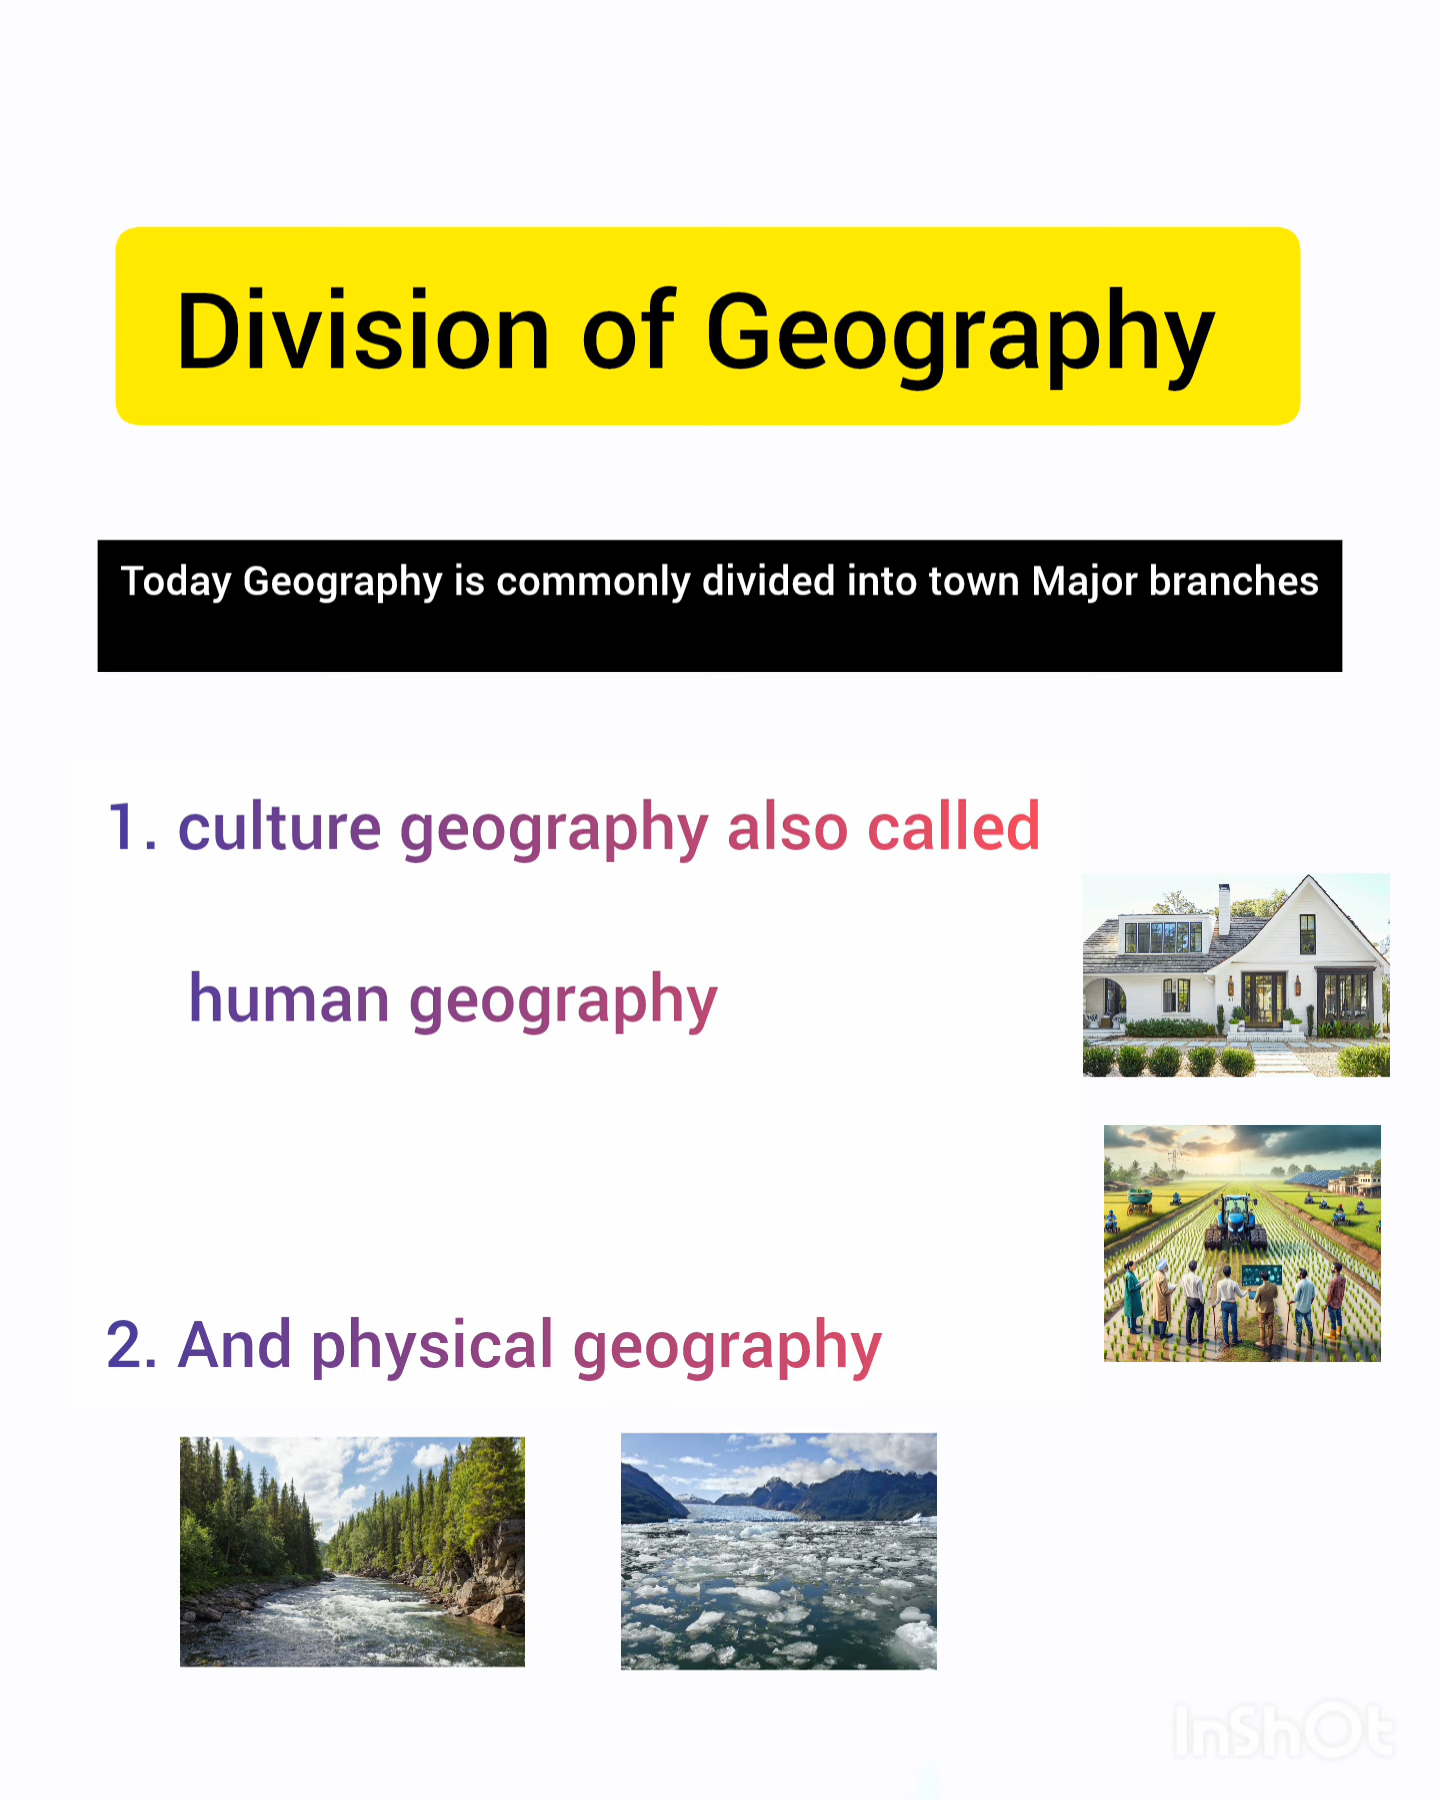 Division of Geography
Today Geography is commonly divided into town Major branches
1. culture geography also called
human geography
2. And physical geography
InShOt